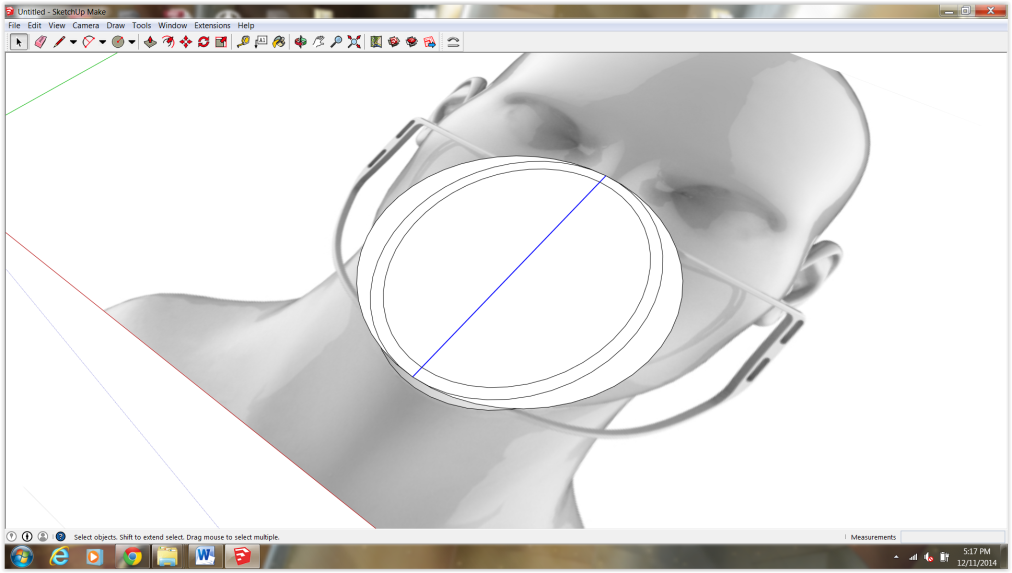 Untitled - SketchUp Make
File Edit View Camera Draw Tools Window Extensions Help
Select objects. Shift to extend select. Drag mouse to select multiple.
Measurements
5:17 PM
12/11/2014